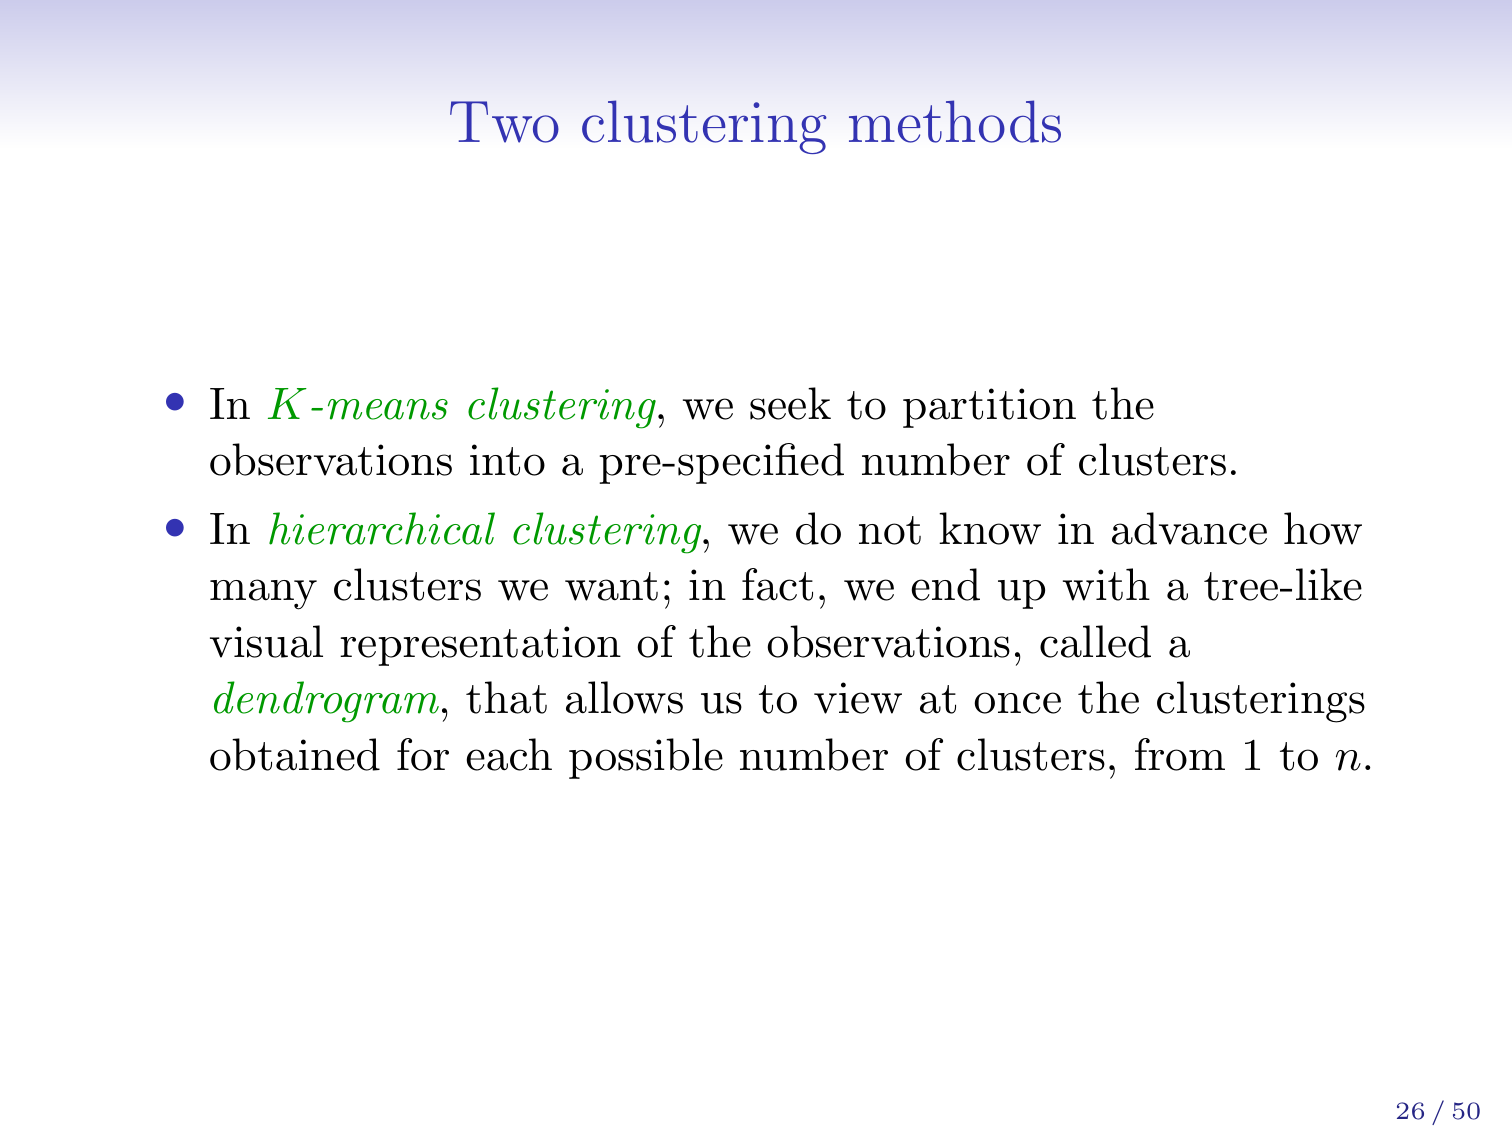 Two clustering methods
• In K-means clustering, we seek to partition the
observations into a pre-specified number of clusters.
• In hierarchical clustering, we do not know in advance how
many clusters we want; in fact, we end up with a tree-like
visual representation of the observations, called a
dendrogram, that allows us to view at once the clusterings
obtained for each possible number of clusters, from 1 to n.
26 / 50